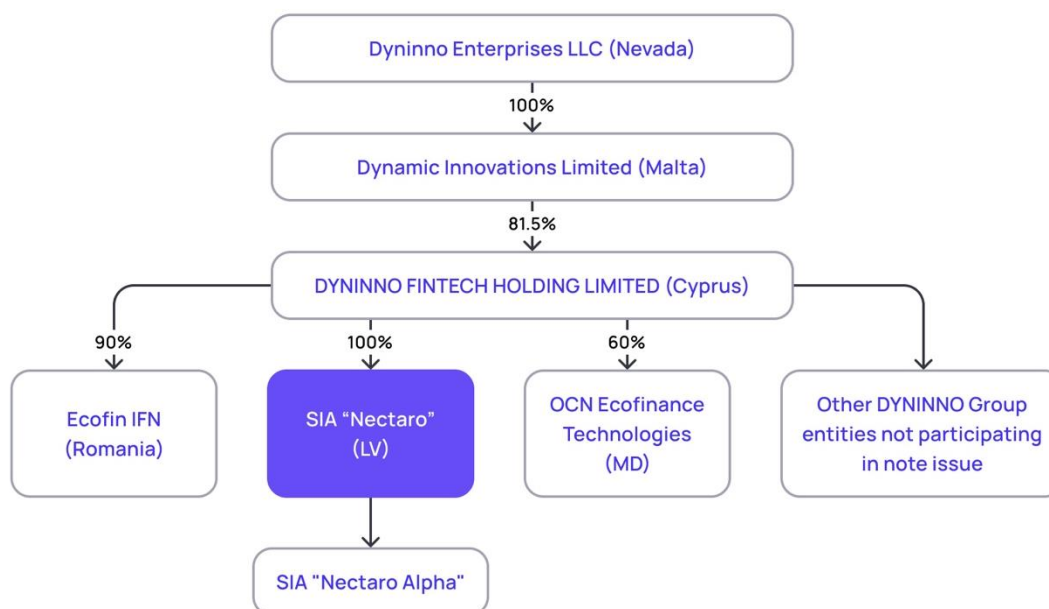 Dyninno Enterprises LLC (Nevada)
100%
Dynamic Innovations Limited (Malta)
81.5%
DYNINNO FINTECH HOLDING LIMITED (Cyprus)
90%
100%
60%
Ecofin IFN
(Romania)
SIA “Nectaro”
(LV)
OCN Ecofinance
Technologies
(MD)
Other DYNINNO Group
entities not participating
in note issue
SIA "Nectaro Alpha"